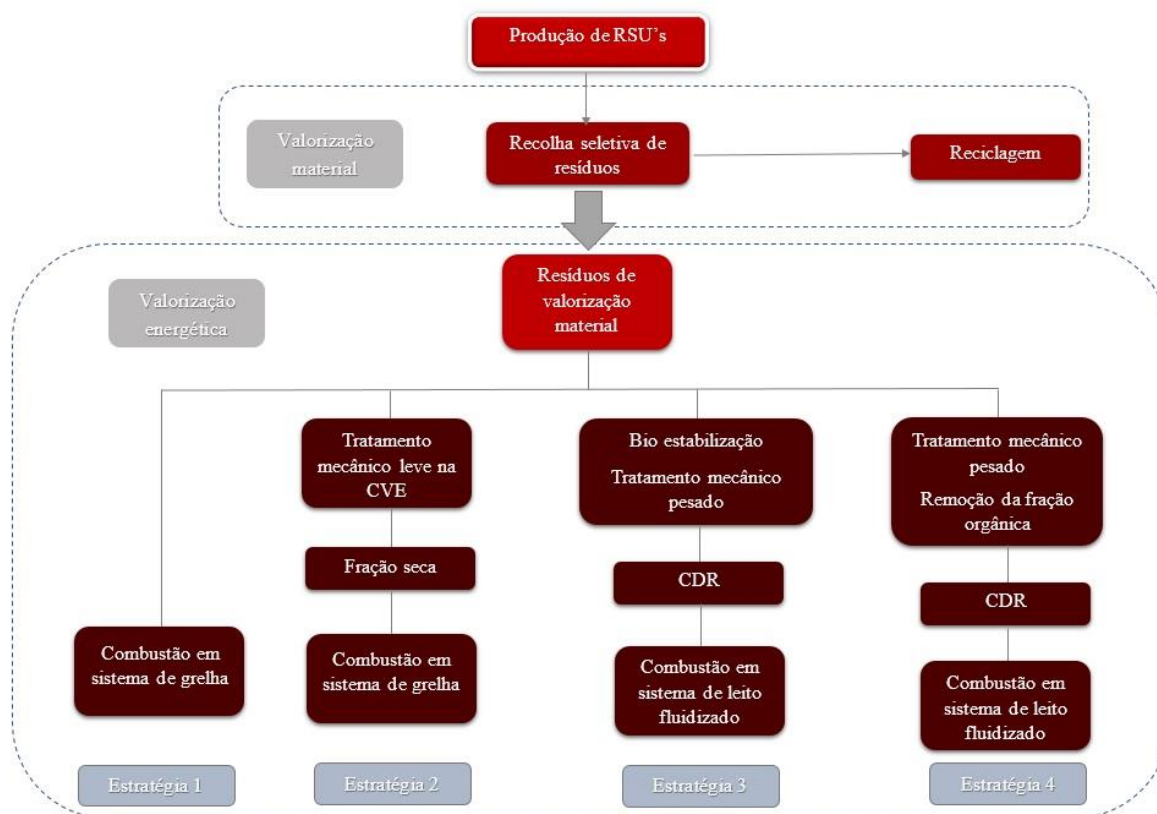 Produção de RSU’s
Valorização
material
Recolha seletiva de
resíduos
Reciclagem
Resíduos de
valorização
material
Valorização
energética
Tratamento
mecânico leve na
CVE
Fração seca
Bio estabilização
Tratamento mecânico
pesado
CDR
Tratamento mecânico
pesado
Remoção da fração
orgânica
CDR
Combustão em
sistema de grelha
Combustão em
sistema de grelha
Combustão em
sistema de leito
fluidizado
Combustão em
sistema de leito
fluidizado
Estratégia 1
Estratégia 2
Estratégia 3
Estratégia 4